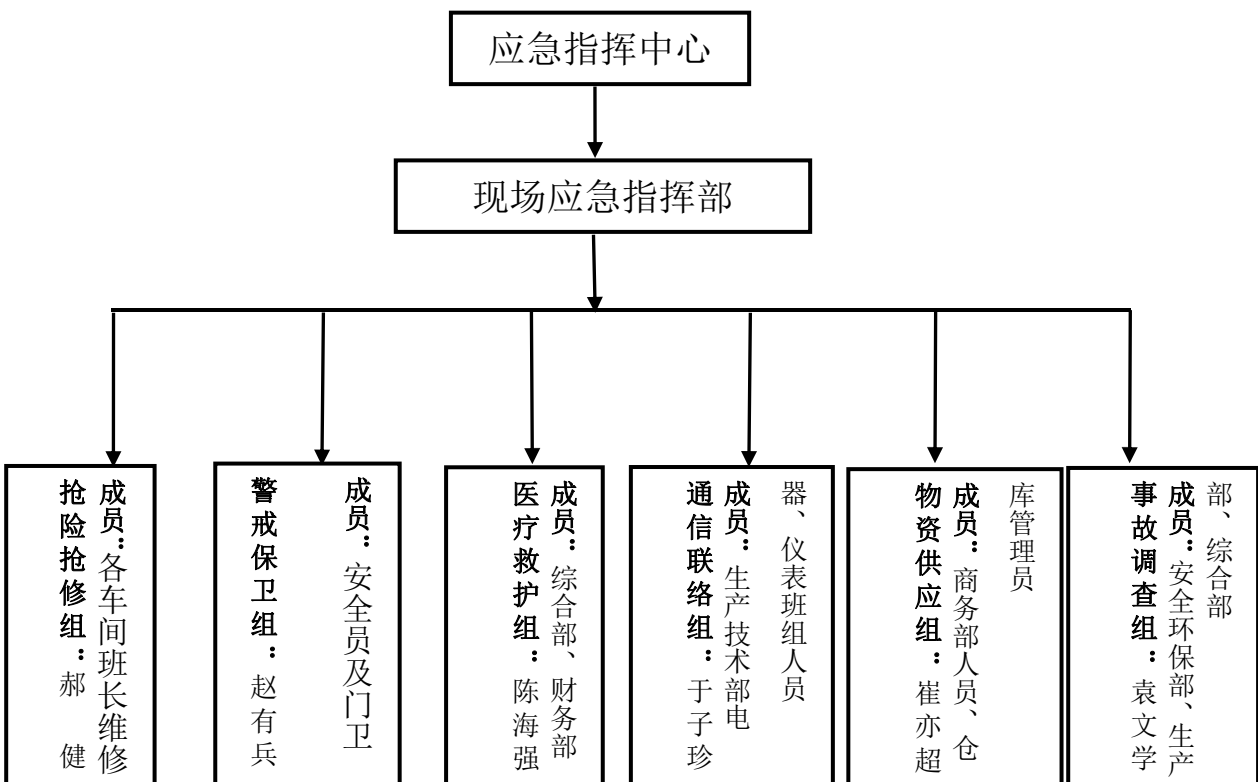 应急指挥中心
现场应急指挥部
抢险抢修组：郝 健
成员：各车间班长维修
警戒保卫组：赵有兵
成员：安全员及门卫
医疗救护组：陈海强
成员：综合部、财务部
通信联络组：于子珍
成员：生产技术部电
器、仪表班组人员
物资供应组：崔亦超
成员：商务部人员、仓
库管理员
事故调查组：袁文学
成员：安全环保部、生产
部、综合部